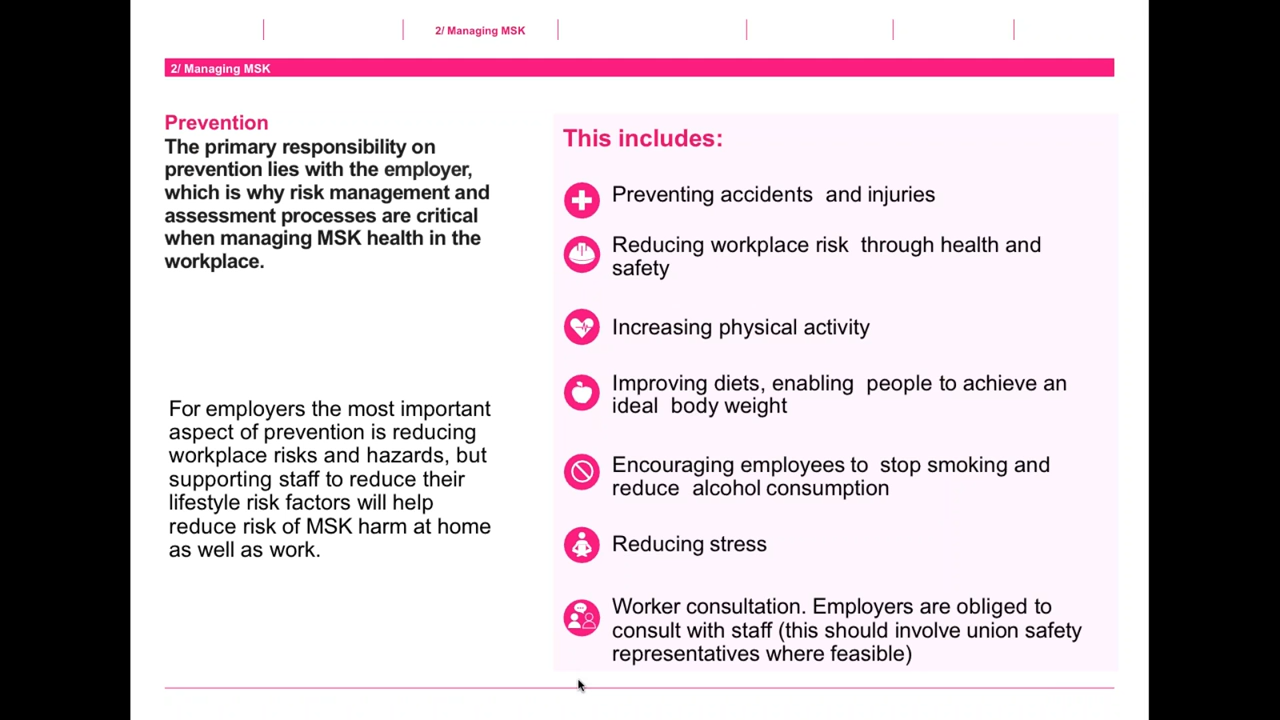 2/ Managing MSK
2/ Managing MSK
Prevention
The primary responsibility on
prevention lies with the employer,
which is why risk management and
assessment processes are critical
when managing MSK health in the
workplace.
For employers the most important
aspect of prevention is reducing
workplace risks and hazards, but
supporting staff to reduce their
lifestyle risk factors will help
reduce risk of MSK harm at home
as well as work.
This includes:
Preventing accidents and injuries
Reducing workplace risk through health and
safety
Increasing physical activity
Improving diets, enabling people to achieve an
ideal body weight
Encouraging employees to stop smoking and
reduce alcohol consumption
Reducing stress
Worker consultation. Employers are obliged to
consult with staff (this should involve union safety
representatives where feasible)